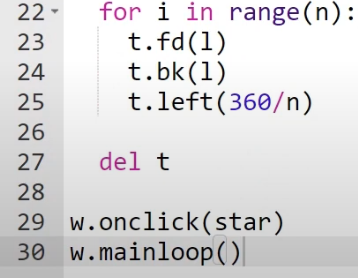 22 for i in range(n):
23 t.fd(l)
24 t.bk(l)
25 t.left(360/n)
26
27 del t
28
29 w.onclick(star)
30 w.mainloop()